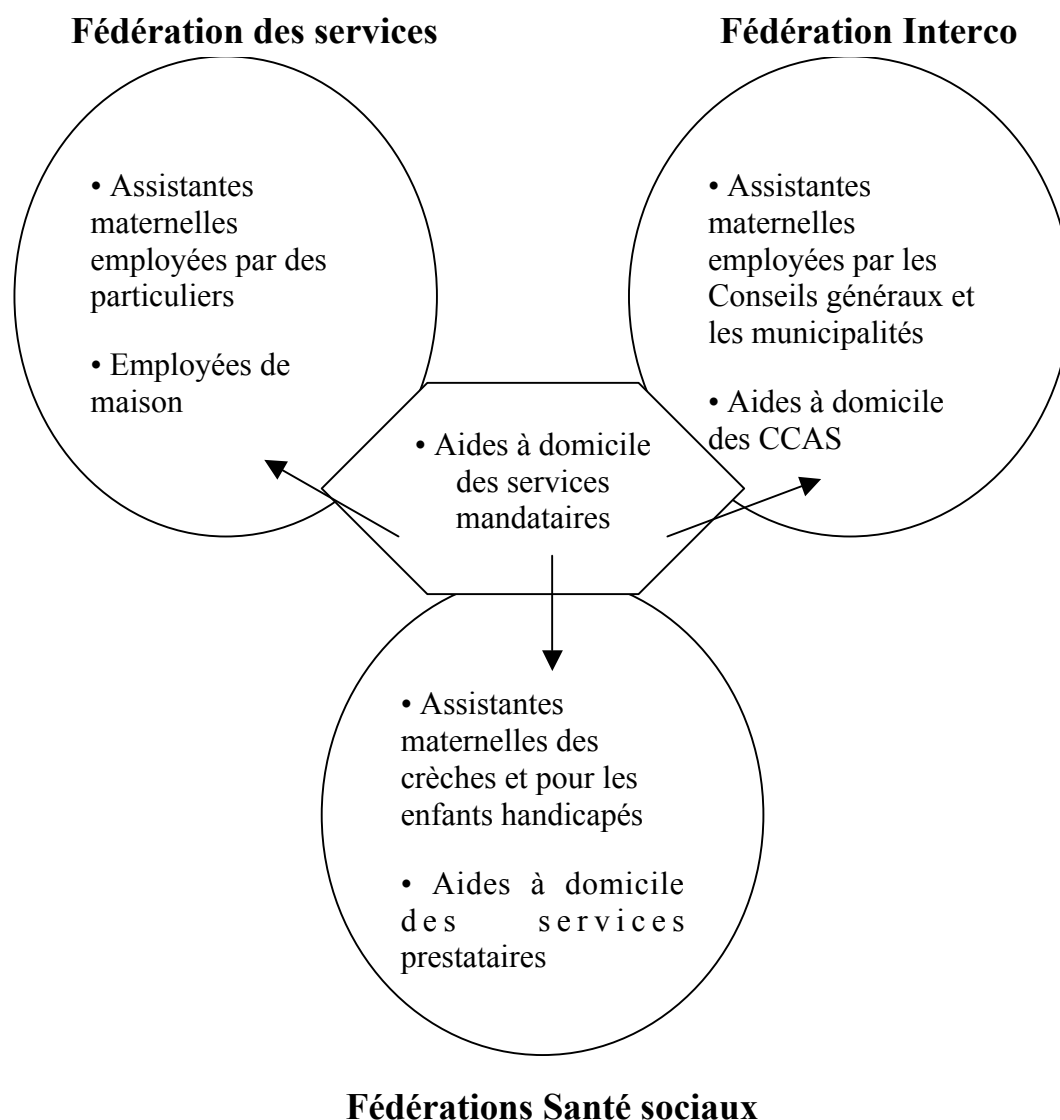 Fédération des services
Fédération Interco
• Assistantes
maternelles
employées par des
particuliers
• Employées de
maison
• Assistantes
maternelles
employées par les
Conseils généraux et
les municipalités
• Aides à domicile
des CCAS
• Aides à domicile
des services
mandataires
• Assistantes
maternelles des
crèches et pour les
enfants handicapés
• Aides à domicile
des services
prestataires
Fédérations Santé sociaux